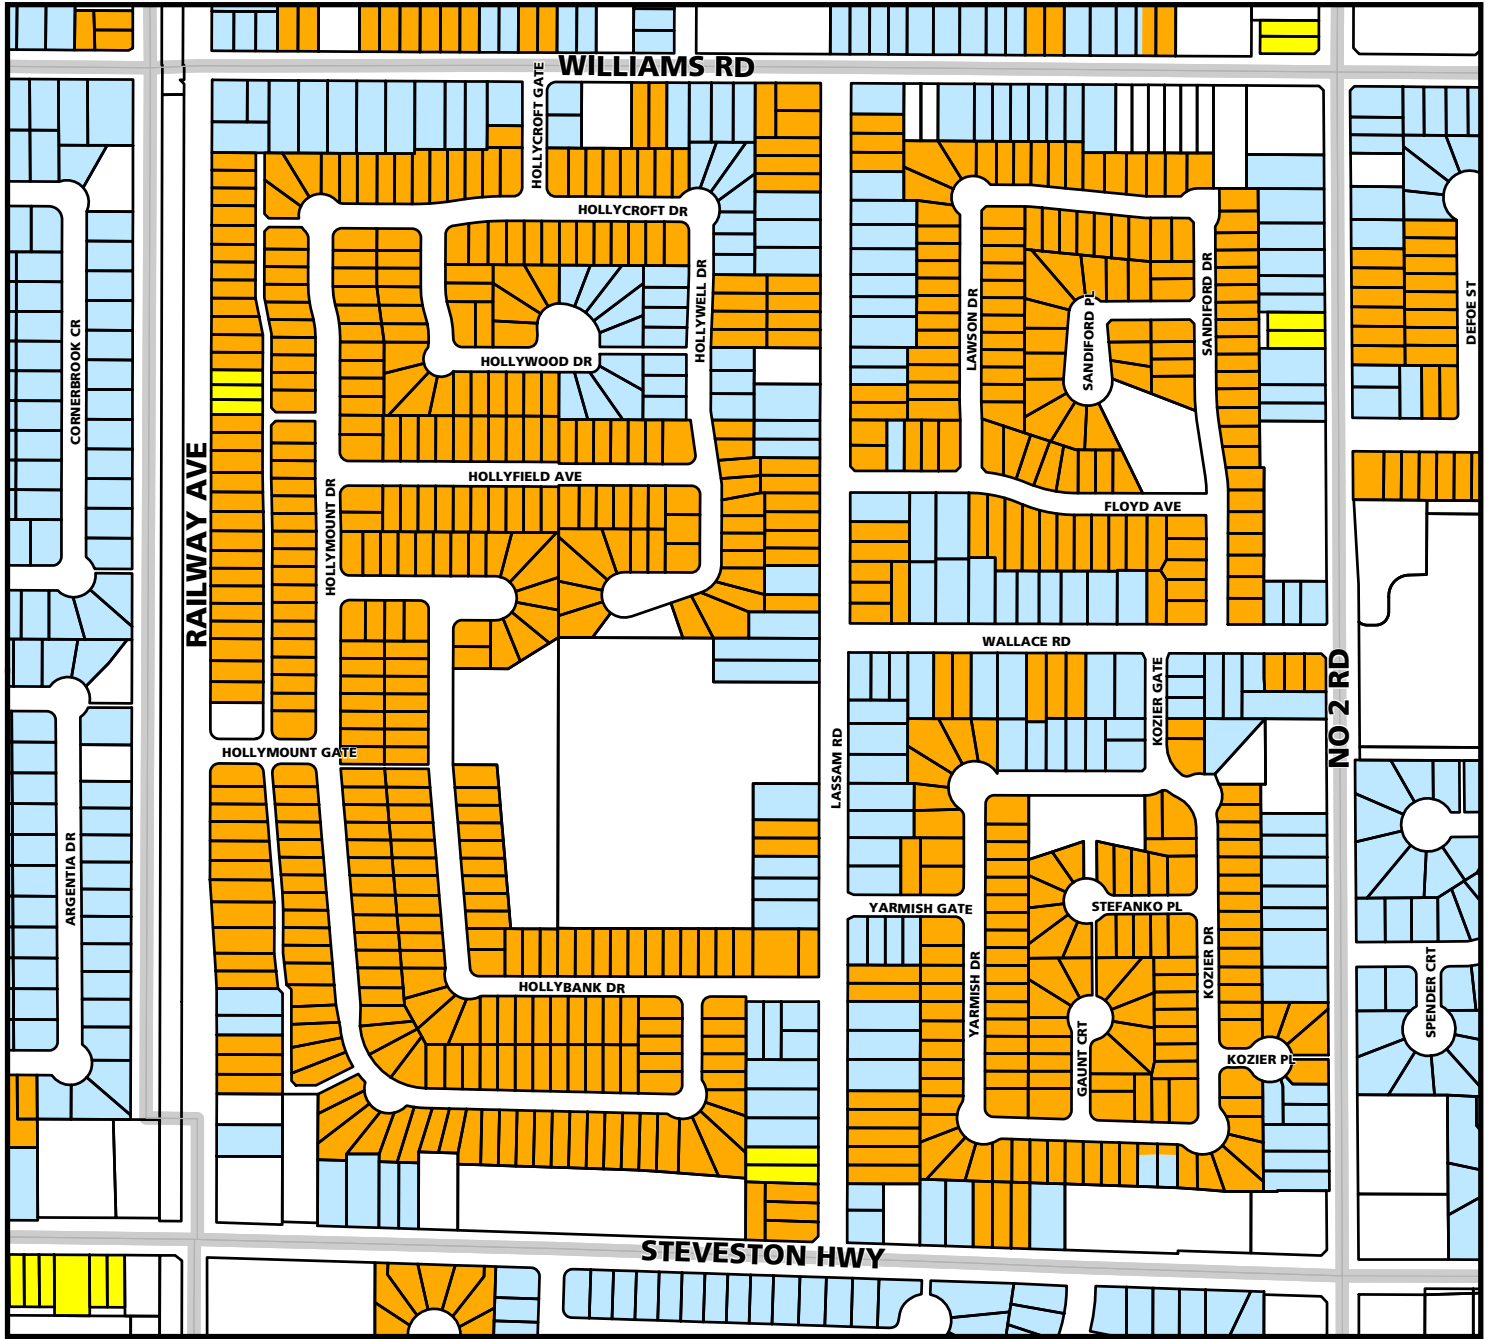 WILLIAMS RD
HOLLYCROFT GATE
HOLLYCROFT DR
HOLLYWELL DR
LAWSON DR
SANDIFORD PL
SANDIFORD DR
DEFOE ST
CORNERBROOK CR
HOLLYWOOD DR
RAILWAY AVE
HOLLYMOUNT DR
HOLLYFIELD AVE
FLOYD AVE
WALLACE RD
KOZIER GATE
NO 2 RD
HOLLYMOUNT GATE
LASSAM RD
ARGENTIA DR
YARMISH GATE
STEFANKO PL
YARMISH DR
KOZIER DR
HOLLYBANK DR
GAUNT CRT
KOZIER PL
SPENDER CRT
STEVESTON HWY